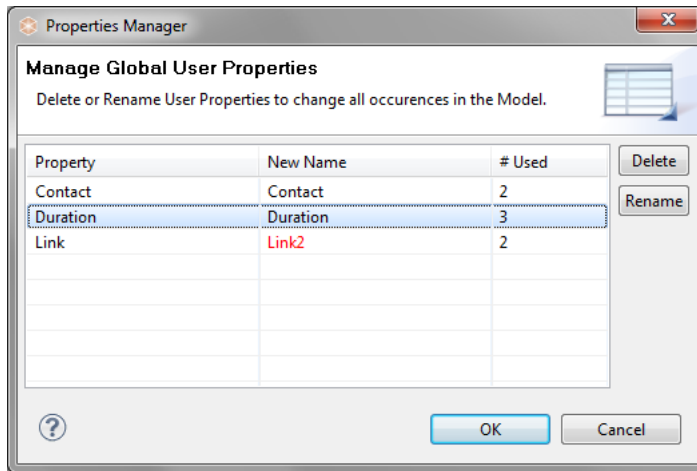 Properties Manager
Manage Global User Properties
Delete or Rename User Properties to change all occurences in the Model.
Property New Name # Used
Contact Contact 2
Duration Duration 3
Link Link2 2
Delete
Rename
?
OK Cancel